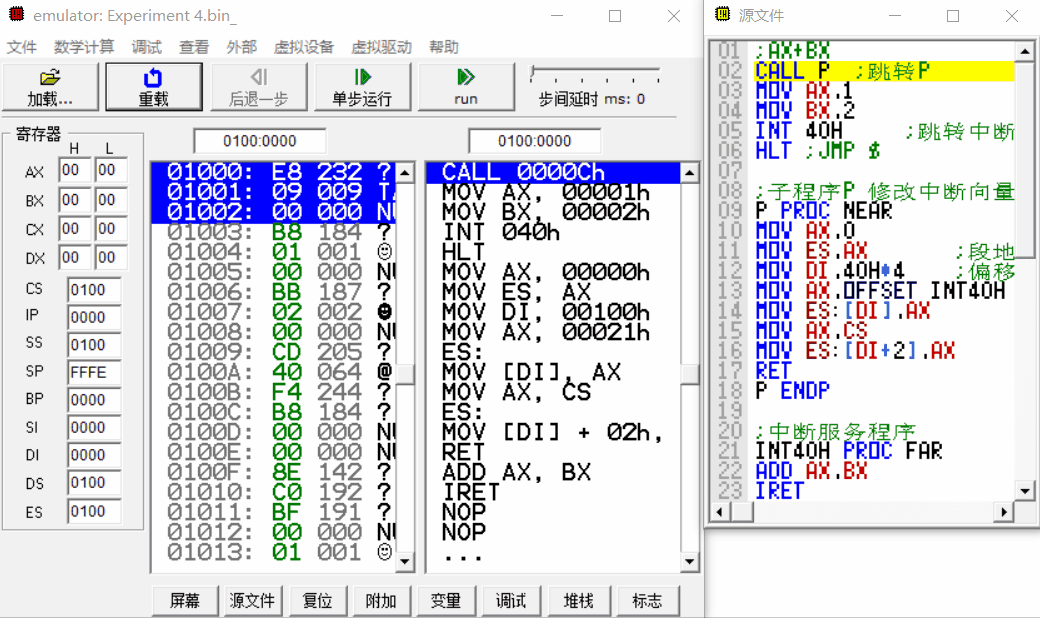 emulator: Experiment 4.bin_
文件 数学计算 调试 查看 外部 虚拟设备 虚拟驱动 帮助
加载... 重载 后退一步 单步运行 run 步间延时 ms: 0
寄存器
H L
AX 00 00
BX 00 00
CX 00 00
DX 00 00
CS 0100
IP 0000
SS 0100
SP FFFE
BP 0000
SI 0000
DI 0000
DS 0100
ES 0100
0100:0000
01000: E8 232 ?
01001: 09 009 TA
01002: 00 000 NU
01003: B8 184 ?
01004: 01 001 ☺
01005: 00 000 NU
01006: BB 187 ?
01007: 02 002 ☻
01008: 00 000 NU
01009: CD 205 ?
0100A: 40 064 @
0100B: F4 244 ?
0100C: B8 184 ?
0100D: 00 000 NU
0100E: 00 000 NU
0100F: 8E 142 ?
01010: C0 192 ?
01011: BF 191 ?
01012: 00 000 NU
01013: 01 001 ☺
0100:0000
CALL 0000Ch
MOV AX, 00001h
MOV BX, 00002h
INT 040h
HLT
MOV AX, 00000h
MOV ES, AX
MOV DI, 00100h
MOV AX, 00021h
ES:
MOV [DI], AX
MOV AX, CS
ES:
MOV [DI] + 02h,
RET
ADD AX, BX
IRET
NOP
NOP
...
屏幕 源文件 复位 附加 变量 调试 堆栈 标志
源文件
01 ;AX+BX
02 CALL P ;跳转P
03 MOV AX,1
04 MOV BX,2
05 INT 40H ;跳转中断
06 HLT ;JMP $
07
08 ;子程序P 修改中断向量
09 P PROC NEAR
10 MOV AX,0
11 MOV ES,AX ;段地
12 MOV DI,40H*4 ;偏移
13 MOV AX,OFFSET INT40H
14 MOV ES:[DI],AX
15 MOV AX,CS
16 MOV ES:[DI+2],AX
17 RET
18 P ENDP
19
20 ;中断服务程序
21 INT40H PROC FAR
22 ADD AX,BX
23 IRET